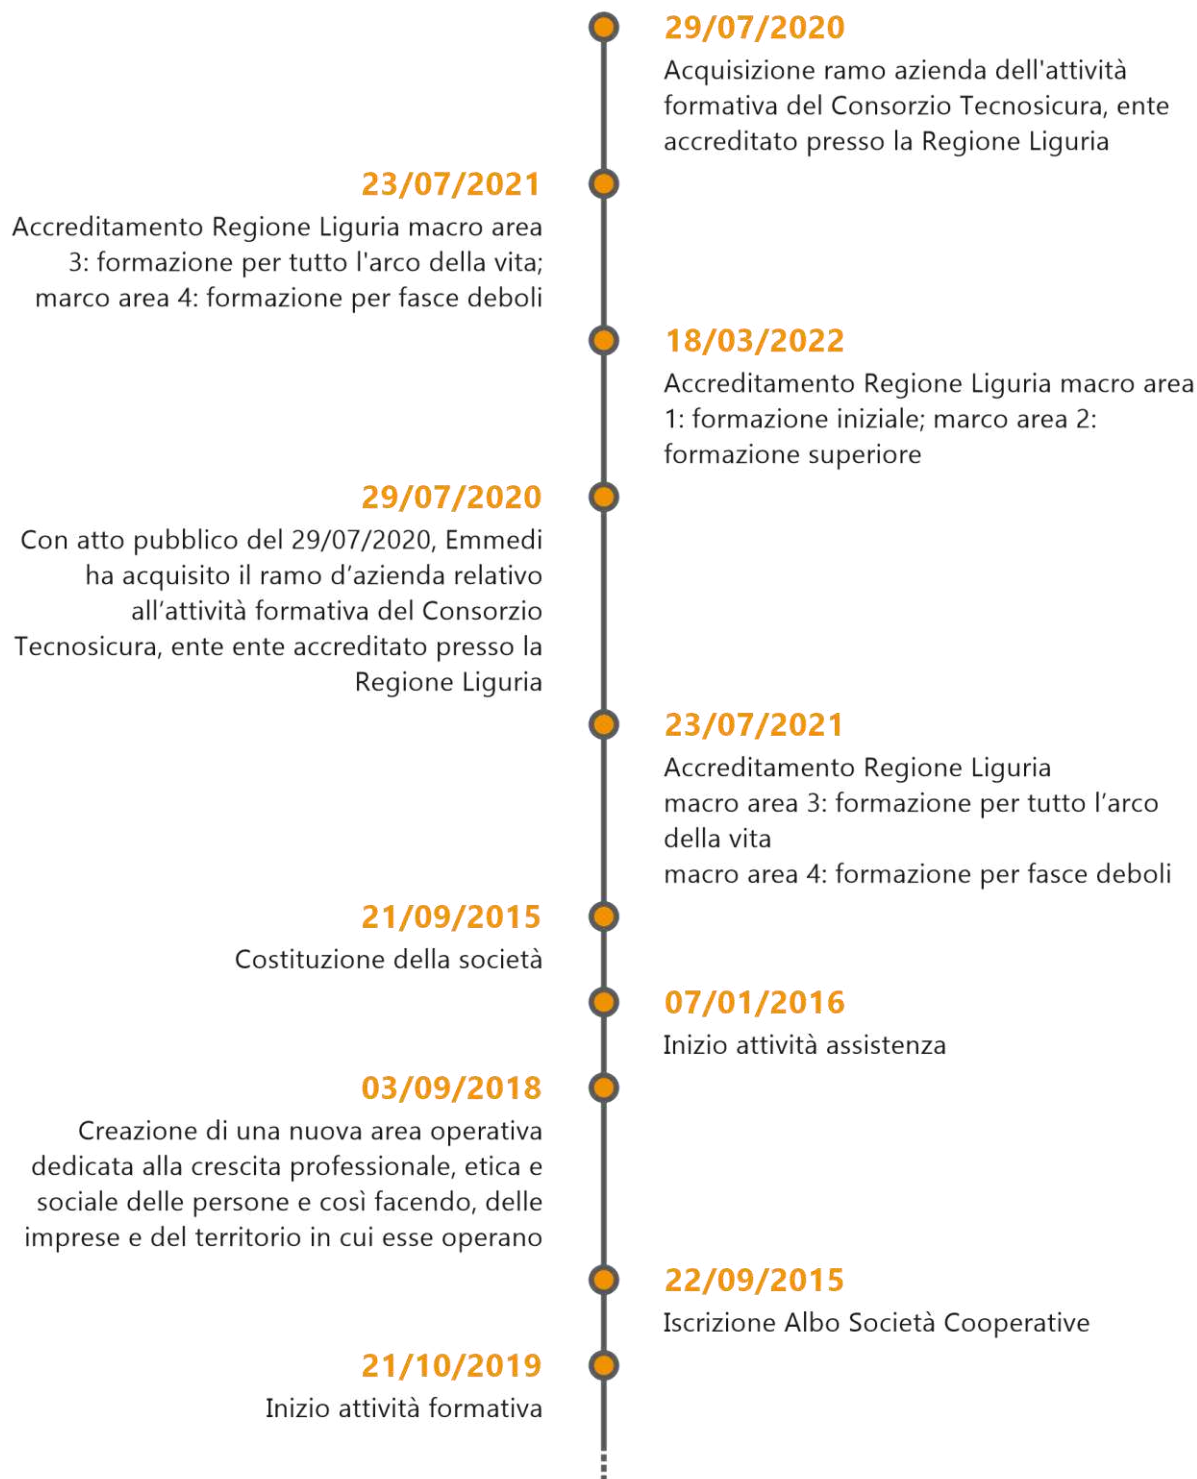 29/07/2020
Acquisizione ramo azienda dell'attività
formativa del Consorzio Tecnosicura, ente
accreditato presso la Regione Liguria
23/07/2021
Accreditamento Regione Liguria macro area
3: formazione per tutto l'arco della vita;
marco area 4: formazione per fasce deboli
18/03/2022
Accreditamento Regione Liguria macro area
1: formazione iniziale; marco area 2:
formazione superiore
29/07/2020
Con atto pubblico del 29/07/2020, Emmedi
ha acquisito il ramo d’azienda relativo
all’attività formativa del Consorzio
Tecnosicura, ente ente accreditato presso la
Regione Liguria
23/07/2021
Accreditamento Regione Liguria
macro area 3: formazione per tutto l’arco
della vita
macro area 4: formazione per fasce deboli
21/09/2015
Costituzione della società
07/01/2016
Inizio attività assistenza
03/09/2018
Creazione di una nuova area operativa
dedicata alla crescita professionale, etica e
sociale delle persone e così facendo, delle
imprese e del territorio in cui esse operano
22/09/2015
Iscrizione Albo Società Cooperative
21/10/2019
Inizio attività formativa